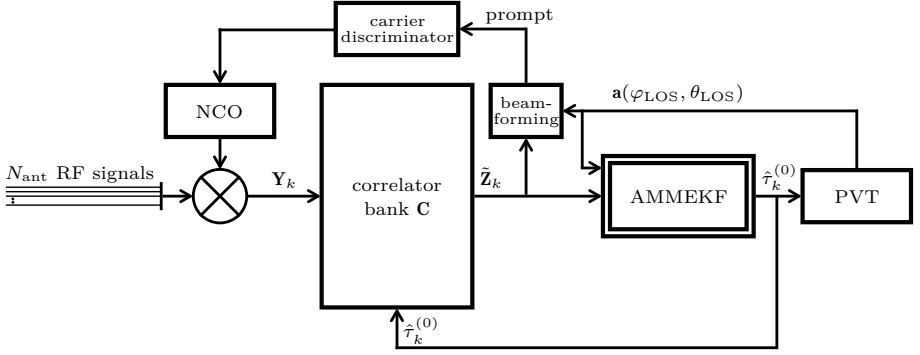 carrier
discriminator
prompt
NCO
beam-
forming
a(φ_LOS, θ_LOS)
N_ant RF signals
Y_k
correlator
bank C
Z̃_k
AMMEKF
τ̂_k^(0)
PVT
τ̂_k^(0)